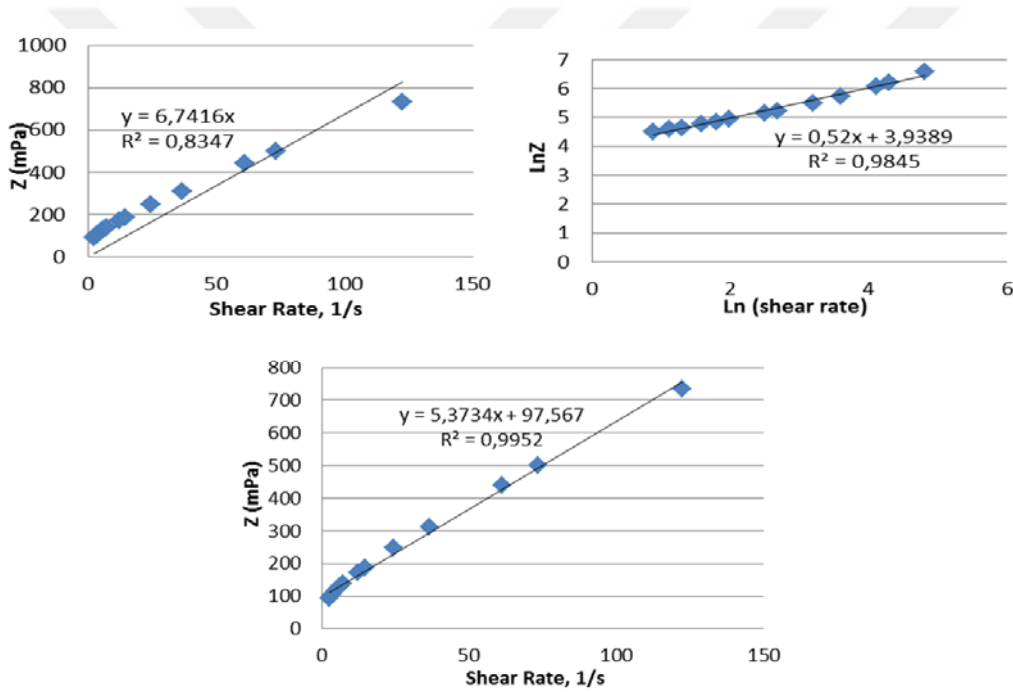 1000
800
600
400
200
0
Z (mPa)
y = 6,7416x
R² = 0,8347
0 50 100 150
Shear Rate, 1/s
7
6
5
4
3
2
1
0
LnZ
y = 0,52x + 3,9389
R² = 0,9845
0 2 4 6
Ln (shear rate)
800
700
600
500
400
300
200
100
0
Z (mPa)
y = 5,3734x + 97,567
R² = 0,9952
0 50 100 150
Shear Rate, 1/s